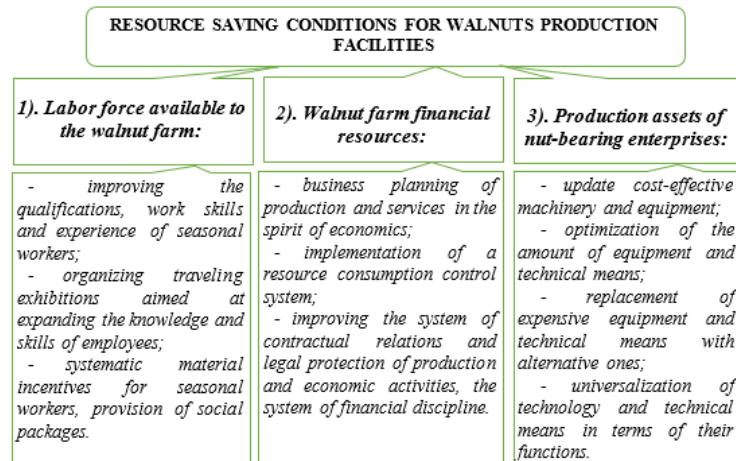 RESOURCE SAVING CONDITIONS FOR WALNUTS PRODUCTION
FACILITIES
1). Labor force available to
the walnut farm:
- improving the
qualifications, work skills
and experience of seasonal
workers;
- organizing traveling
exhibitions aimed at
expanding the knowledge and
skills of employees;
- systematic material
incentives for seasonal
workers, provision of social
packages.
2). Walnut farm financial
resources:
- business planning of
production and services in the
spirit of economics;
- implementation of a
resource consumption control
system;
- improving the system of
contractual relations and
legal protection of production
and economic activities, the
system of financial discipline.
3). Production assets of
nut-bearing enterprises:
- update cost-effective
machinery and equipment;
- optimization of the
amount of equipment and
technical means;
- replacement of
expensive equipment and
technical means with
alternative ones;
- universalization of
technology and technical
means in terms of their
functions.